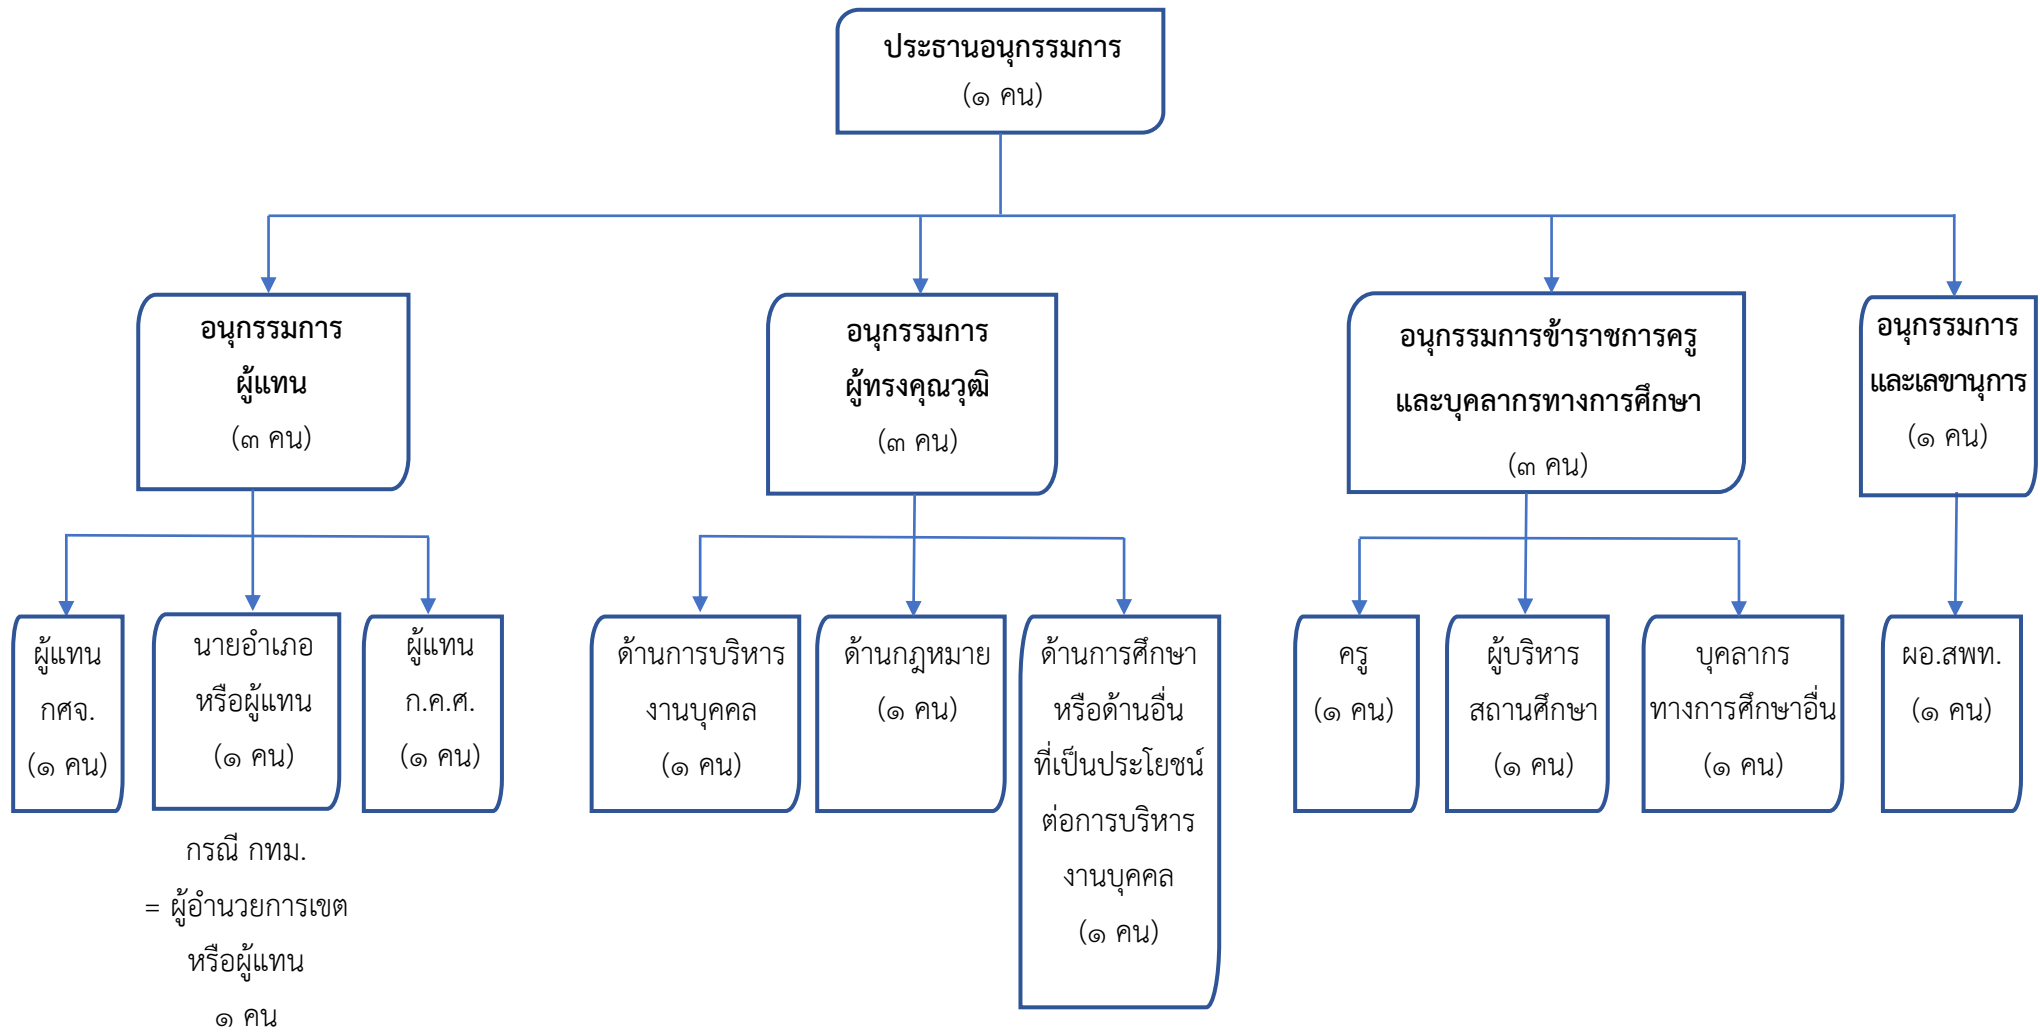 ประธานอนุกรรมการ
(๑ คน)
อนุกรรมการ
ผู้แทน
(๓ คน)
อนุกรรมการ
ผู้ทรงคุณวุฒิ
(๓ คน)
อนุกรรมการข้าราชการครู
และบุคลากรทางการศึกษา
(๓ คน)
อนุกรรมการ
และเลขานุการ
(๑ คน)
ผู้แทน
กศจ.
(๑ คน)
นายอำเภอ
หรือผู้แทน
(๑ คน)
กรณี กทม.
= ผู้อำนวยการเขต
หรือผู้แทน
๑ คน
ผู้แทน
ก.ค.ศ.
(๑ คน)
ด้านการบริหาร
งานบุคคล
(๑ คน)
ด้านกฎหมาย
(๑ คน)
ด้านการศึกษา
หรือด้านอื่น
ที่เป็นประโยชน์
ต่อการบริหาร
งานบุคคล
(๑ คน)
ครู
(๑ คน)
ผู้บริหาร
สถานศึกษา
(๑ คน)
บุคลากร
ทางการศึกษาอื่น
(๑ คน)
ผอ.สพท.
(๑ คน)